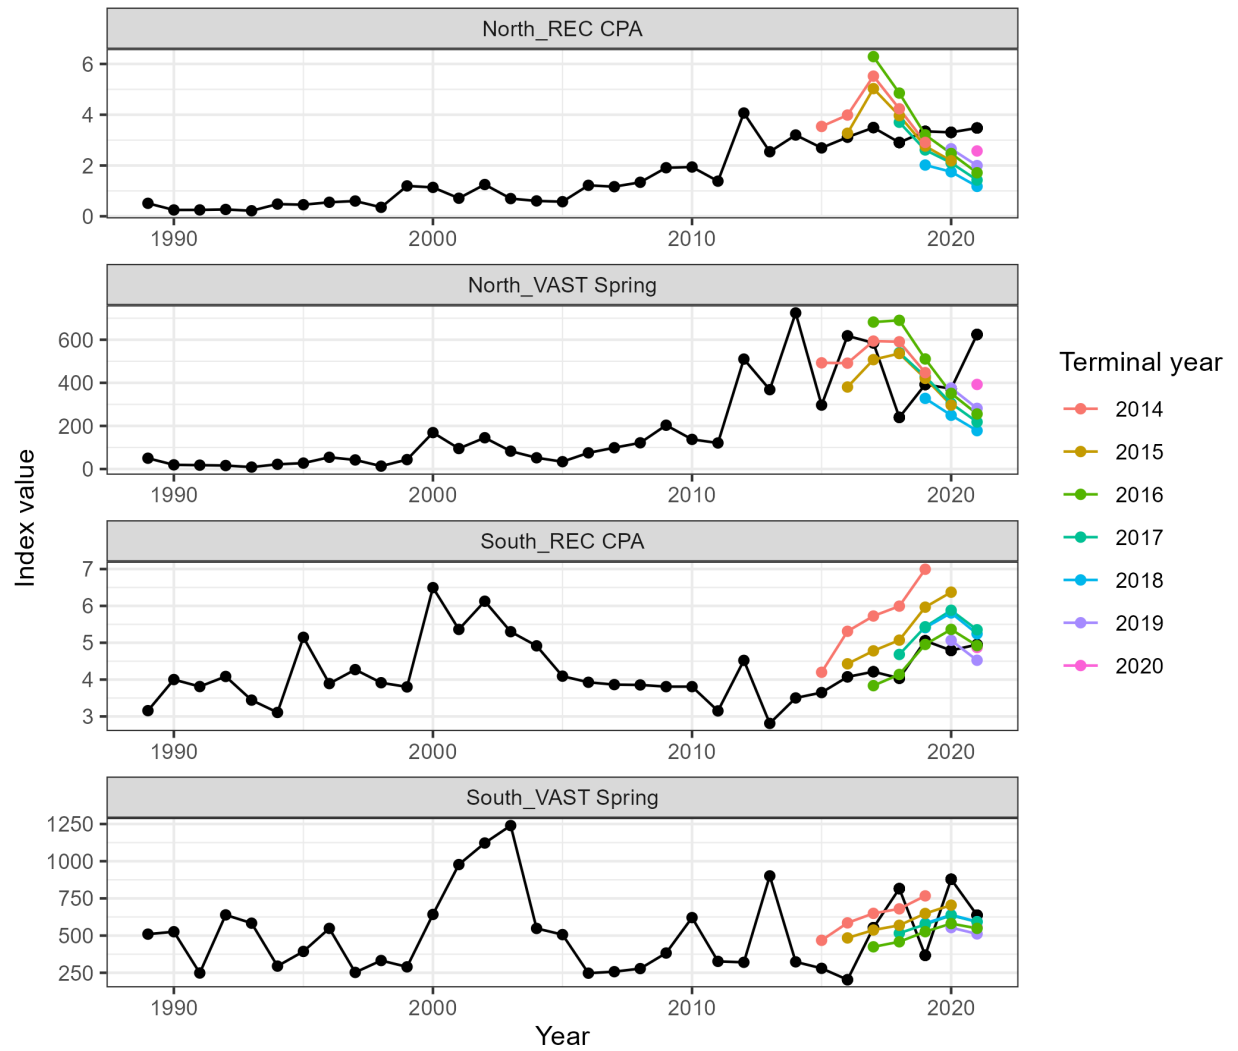 North_REC CPA
6
4
2
0
1990 2000 2010 2020
North_VAST Spring
600
400
200
0
1990 2000 2010 2020
South_REC CPA
7
6
5
4
3
1990 2000 2010 2020
South_VAST Spring
1250
1000
750
500
250
1990 2000 2010 2020
Year
Index value
Terminal year
2014
2015
2016
2017
2018
2019
2020